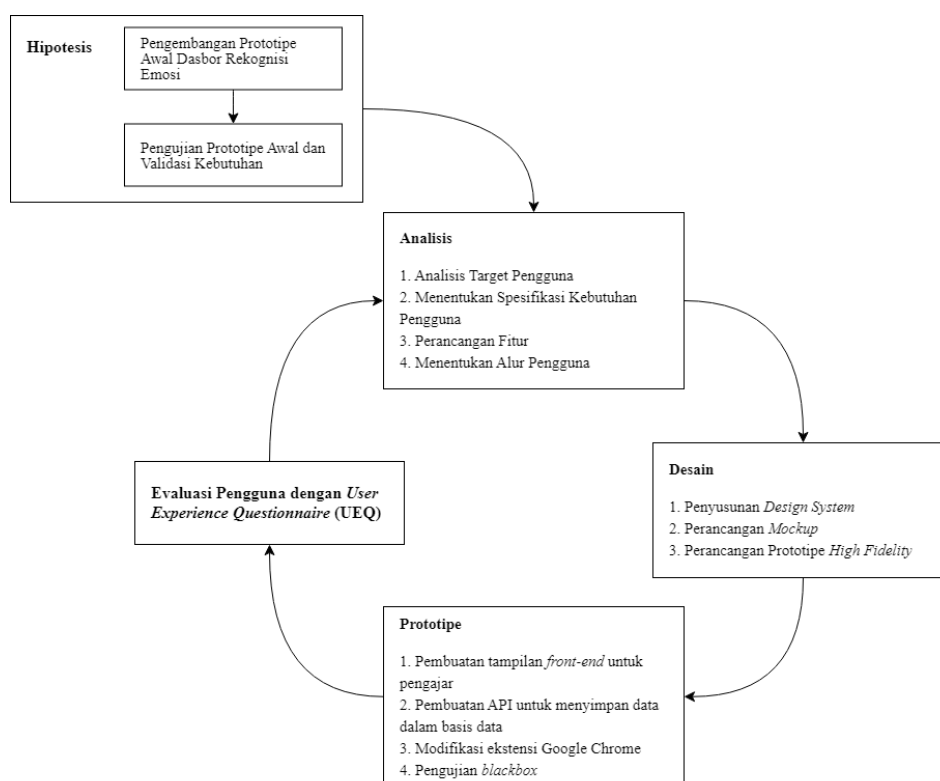 Hipotesis
Pengembangan Prototipe
Awal Dasbor Rekognisi
Emosi
Pengujian Prototipe Awal dan
Validasi Kebutuhan
Analisis
1. Analisis Target Pengguna
2. Menentukan Spesifikasi Kebutuhan
Pengguna
3. Perancangan Fitur
4. Menentukan Alur Pengguna
Desain
1. Penyusunan Design System
2. Perancangan Mockup
3. Perancangan Prototipe High Fidelity
Prototipe
1. Pembuatan tampilan front-end untuk
pengajar
2. Pembuatan API untuk menyimpan data
dalam basis data
3. Modifikasi ekstensi Google Chrome
4. Pengujian blackbox
Evaluasi Pengguna dengan User
Experience Questionnaire (UEQ)